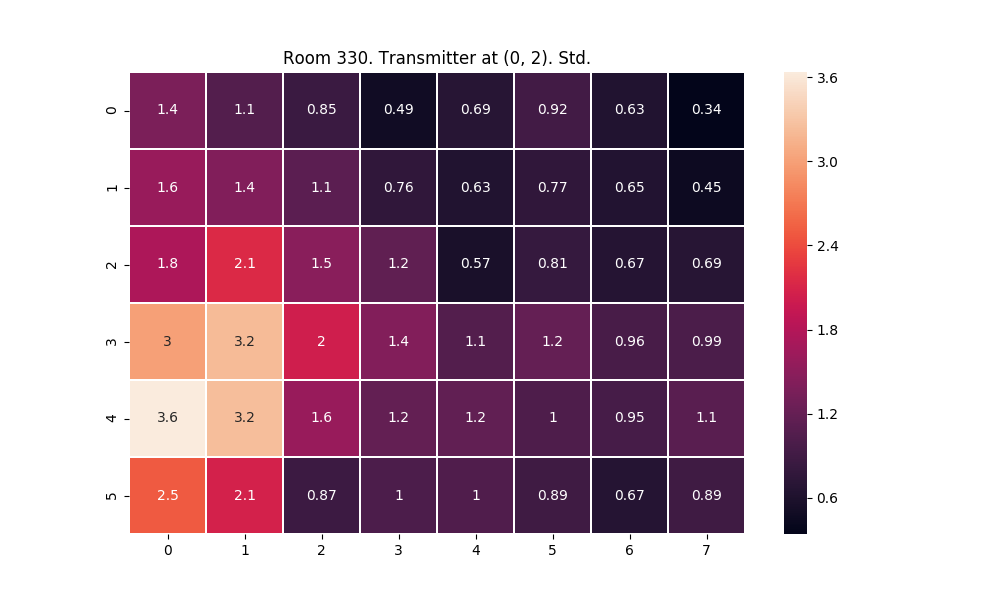 Room 330. Transmitter at (0, 2). Std.
0 1.4 1.1 0.85 0.49 0.69 0.92 0.63 0.34
1 1.6 1.4 1.1 0.76 0.63 0.77 0.65 0.45
2 1.8 2.1 1.5 1.2 0.57 0.81 0.67 0.69
3 3 3.2 2 1.4 1.1 1.2 0.96 0.99
4 3.6 3.2 1.6 1.2 1.2 1 0.95 1.1
5 2.5 2.1 0.87 1 1 0.89 0.67 0.89
0 1 2 3 4 5 6 7
3.6
3.0
2.4
1.8
1.2
0.6